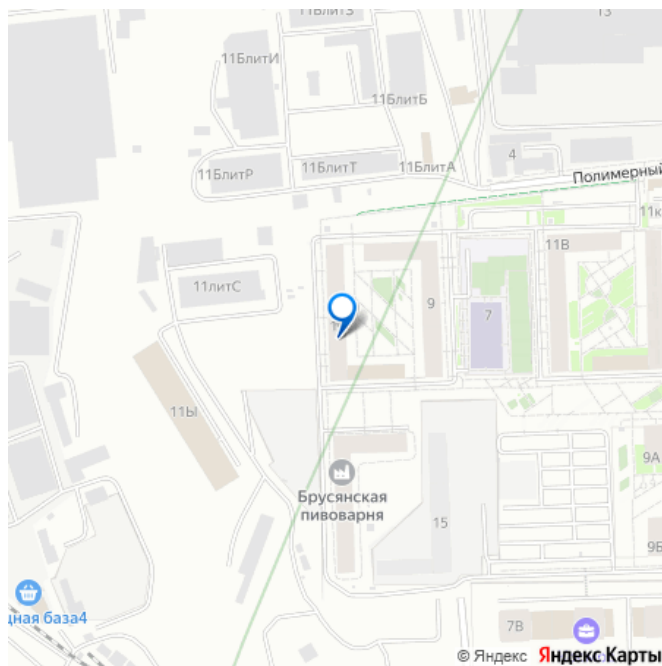 11БлитЗ
13
11БлитИ
11БлитБ
4
11БлитР
11БлитТ
11БлитА
Полимерный
11к
11В
11литС
9
7
11Ы
9А
Брусянская
пивоварня
15
9Б
база4
7В
© Яндекс
Яндекс Карты